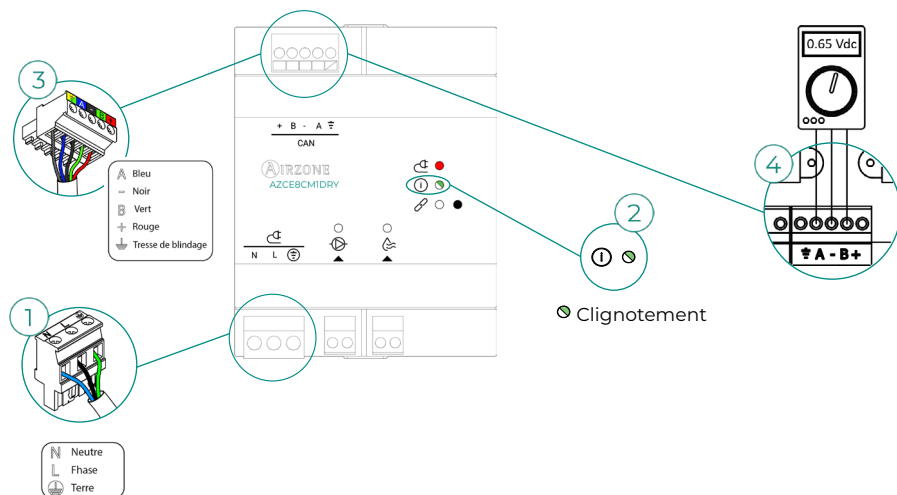 3
A - B +
A Bleu
- Noir
B Vert
+ Rouge
Tresse de blindage
+ B - A
CAN
AIRZONE
AZCE8CM1DRY
N L
2
Clignotement
0.65 Vdc
4
A - B +
1
N L
N Neutre
L Fhase
Terre